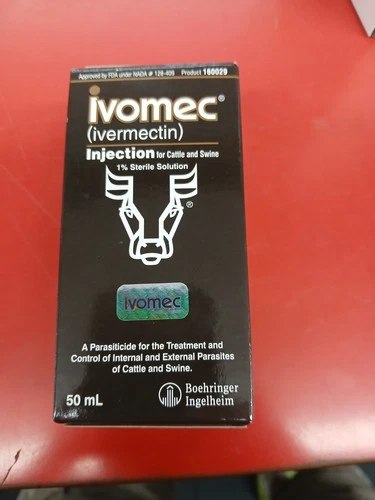 Approved by FDA under NADA # 128-409 Product 160029
ivomec®
(ivermectin)
Injection for Cattle and Swine
1% Sterile Solution
®
ivomec
A Parasiticide for the Treatment and
Control of Internal and External Parasites
of Cattle and Swine.
50 mL
Boehringer
Ingelheim